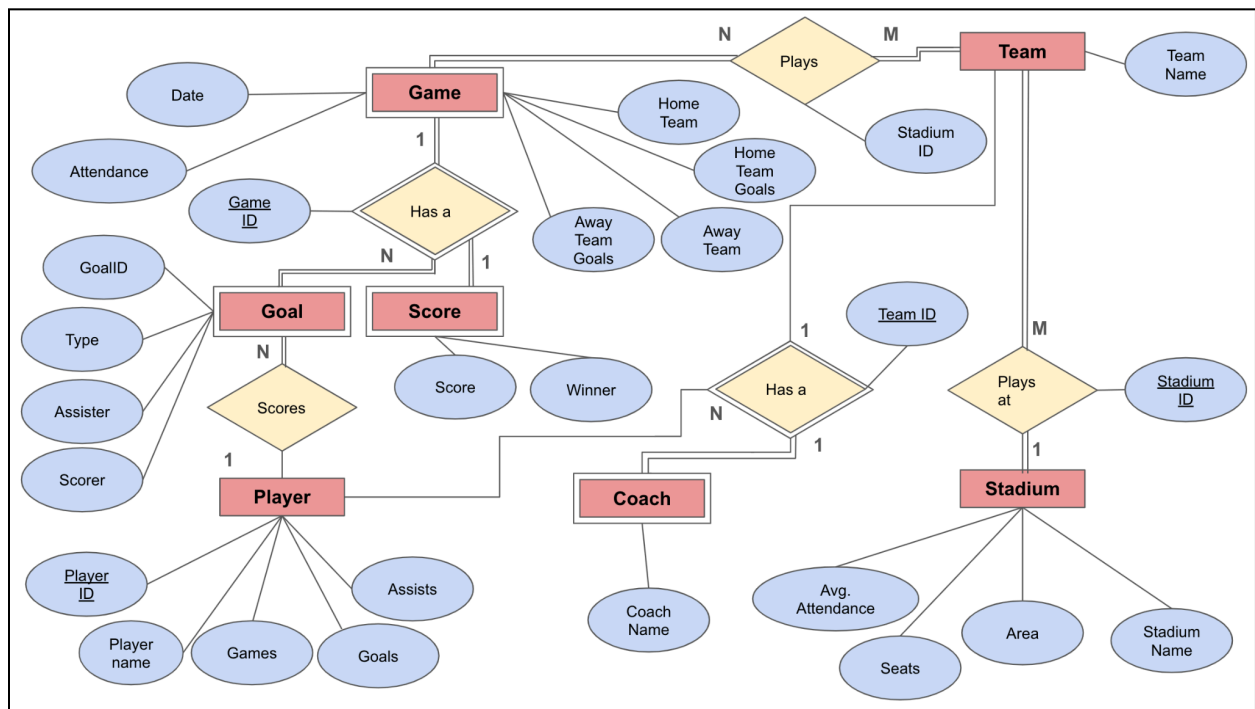 N
M
Team
Plays
Team
Name
Date
Game
Home
Team
Stadium
ID
1
Attendance
Home
Team
Goals
Game
ID
Has a
Away
Team
Goals
Away
Team
N
1
GoalID
Goal
Score
Team ID
Type
1
M
N
Score
Winner
Has a
Plays
at
Stadium
ID
Assister
Scores
N
1
1
1
Scorer
Player
Coach
Stadium
Player
ID
Assists
Avg.
Attendance
Coach
Name
Area
Stadium
Name
Player
name
Games
Goals
Seats